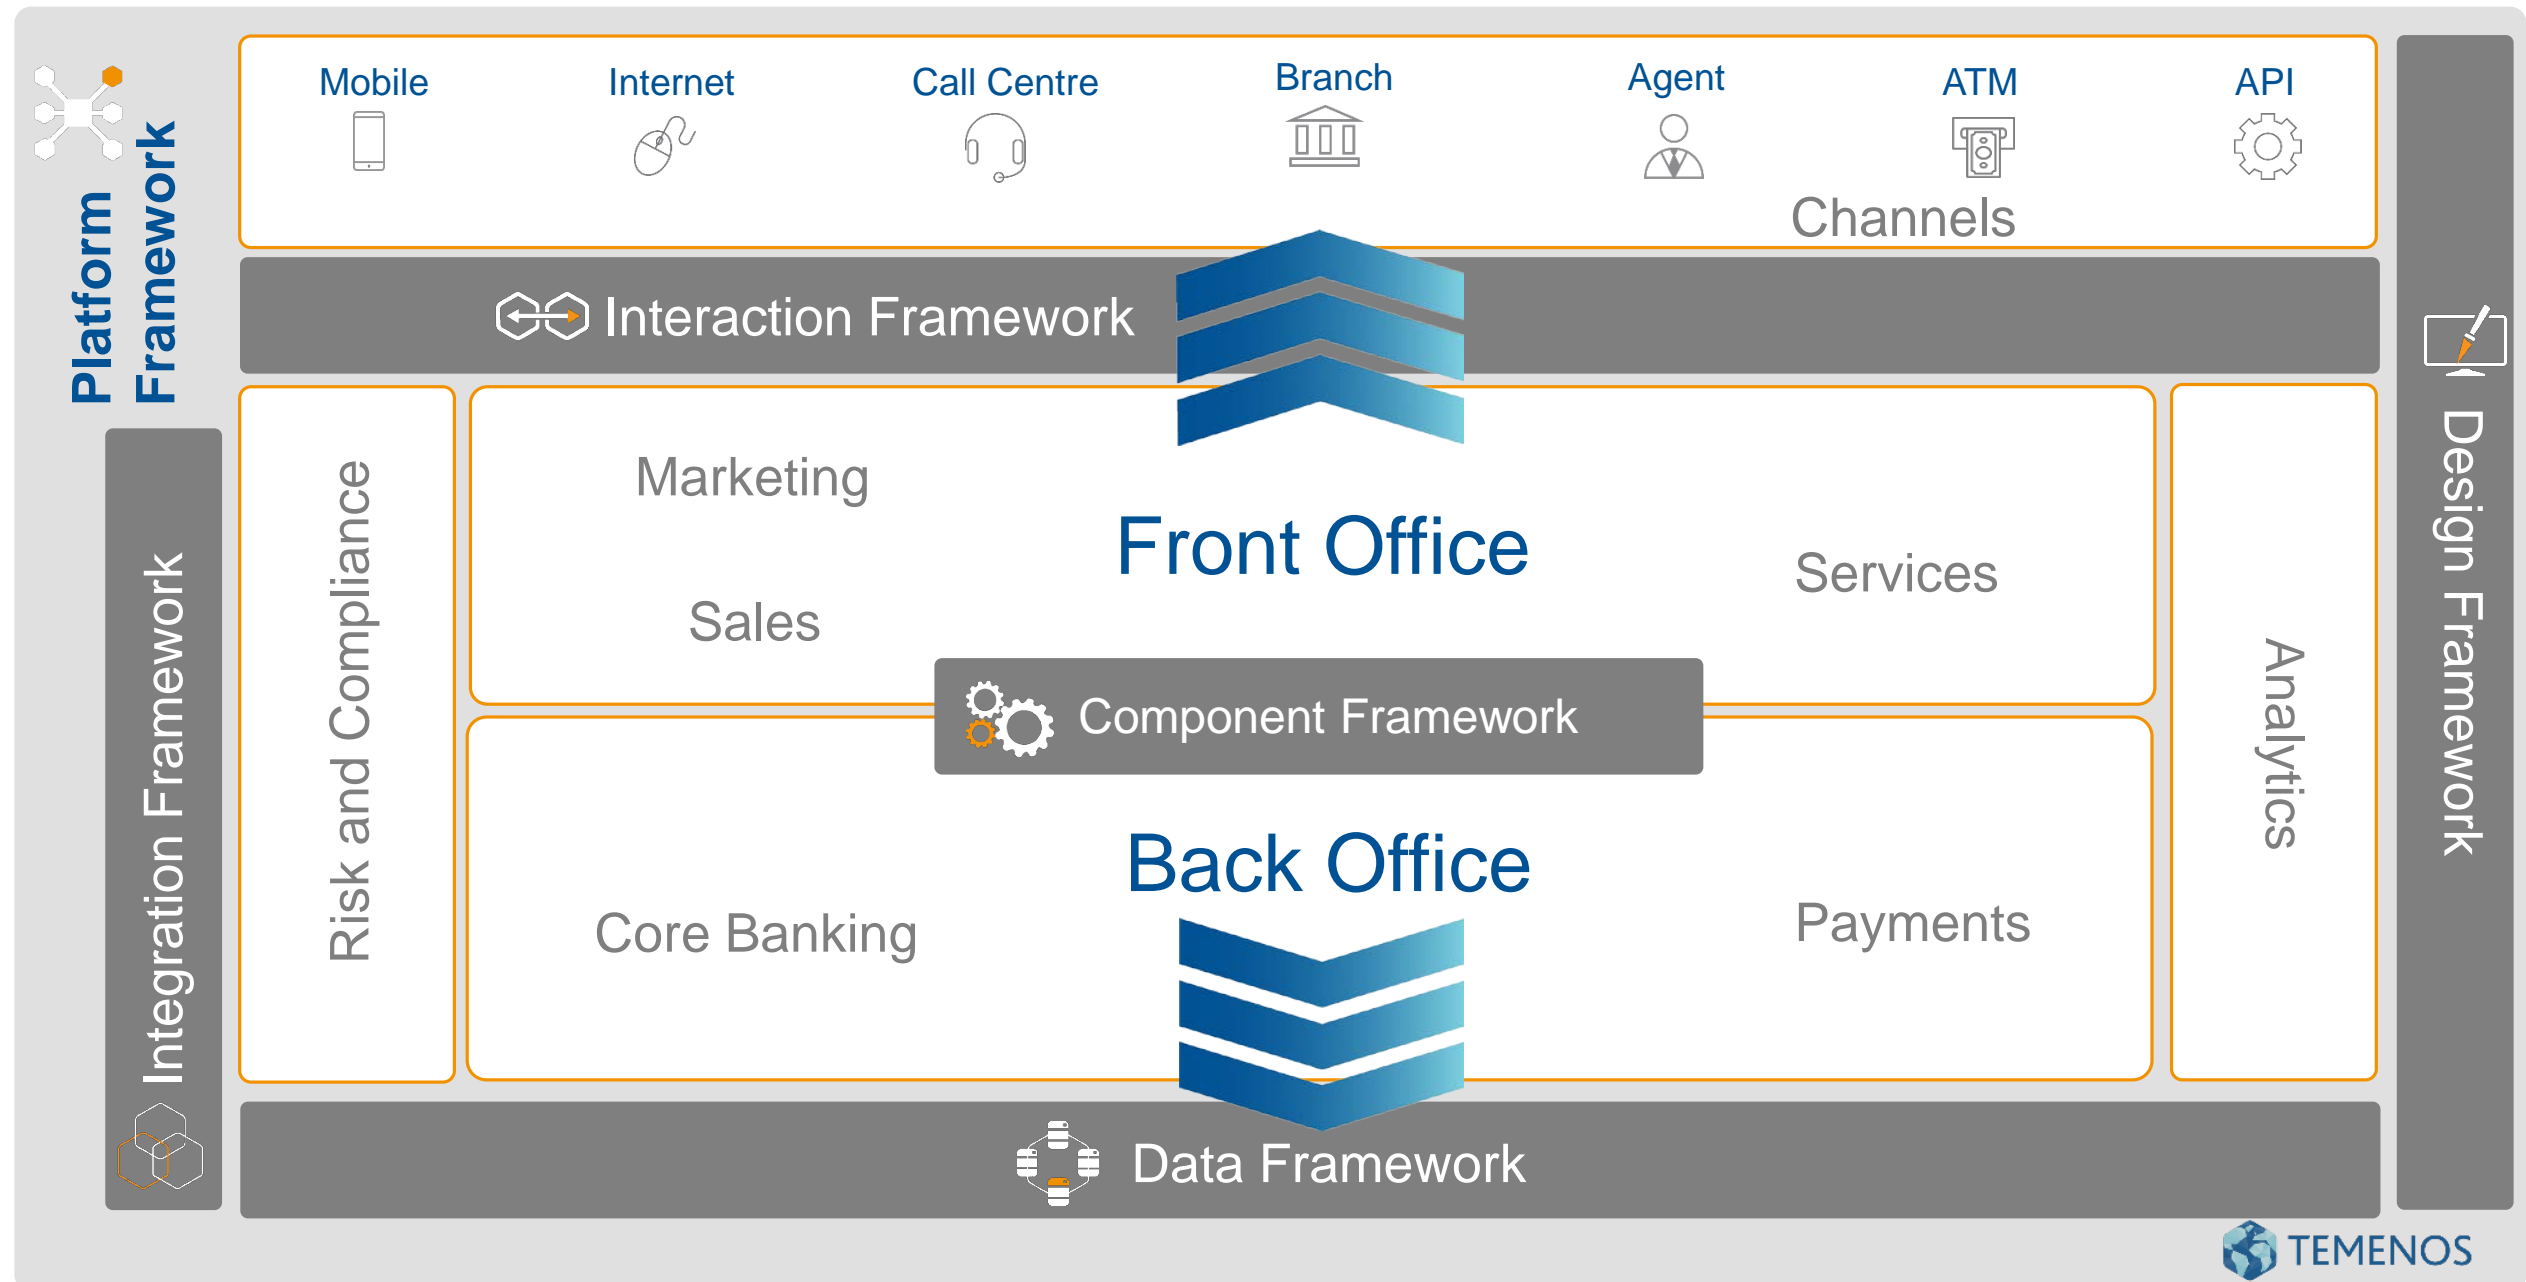 Mobile
Internet
Call Centre
Branch
Agent
ATM
API
Channels
Platform
Framework
Interaction Framework
Integration Framework
Risk and Compliance
Marketing
Front Office
Sales
Services
Component Framework
Back Office
Core Banking
Payments
Analytics
Design Framework
Data Framework
TEMENOS